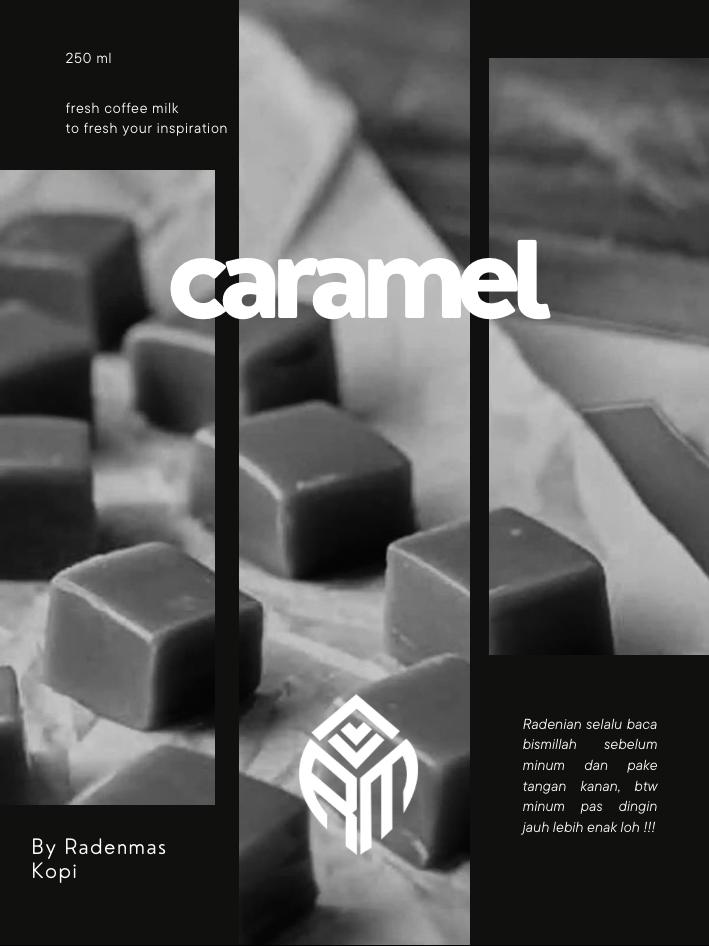 250 ml
fresh coffee milk
to fresh your inspiration
caramel
RM
Radenian selalu baca
bismillah sebelum
minum dan pake
tangan kanan, btw
minum pas dingin
jauh lebih enak loh !!!
By Radenmas
Kopi